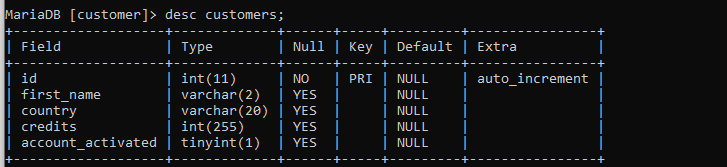 MariaDB [customer]> desc customers;
+-------------------+-------------+------+-----+---------+----------------+
| Field             | Type        | Null | Key | Default | Extra          |
+-------------------+-------------+------+-----+---------+----------------+
| id                | int(11)     | NO   | PRI | NULL    | auto_increment |
| first_name        | varchar(2)  | YES  |     | NULL    |                |
| country           | varchar(20) | YES  |     | NULL    |                |
| credits           | int(255)    | YES  |     | NULL    |                |
| account_activated | tinyint(1)  | YES  |     | NULL    |                |
+-------------------+-------------+------+-----+---------+----------------+